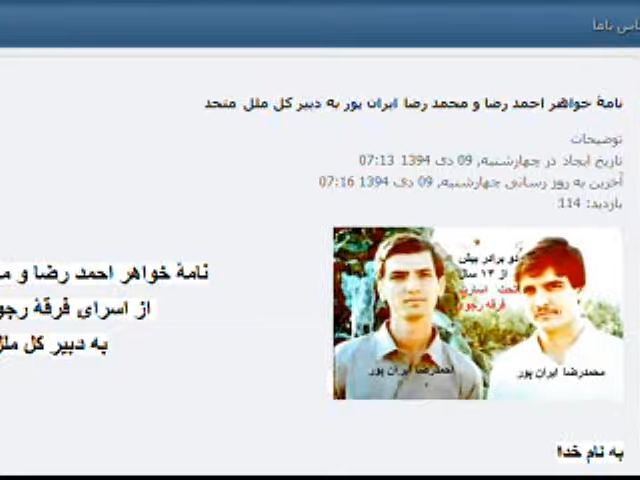 تماس باما
نامهٔ خواهر احمد رضا و محمد رضا ایران پور به دبیر کل ملل متحد
توضیحات
تاریخ ایجاد در چهارشنبه, 09 دی 1394 07:13
آخرین به روز رسانی چهارشنبه, 09 دی 1394 07:16
بازدید: 114
دو برادر بیش
از ۱۳ سال
تحت اسارت
فرقه رجوی
احمدرضا ایران پور
محمدرضا ایران پور
نامهٔ خواهر احمد رضا و م
از اسرای فرقهٔ رجو
به دبیر کل ملل
به نام خدا